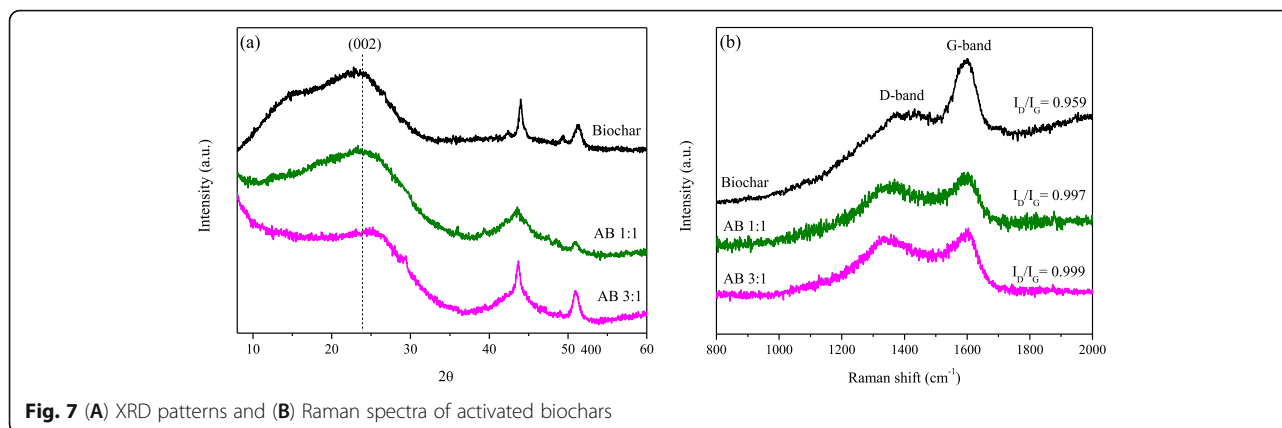 (a)
(002)
Intensity (a.u.)
Biochar
AB 1:1
AB 3:1
10 20 30 40 50 400 60
2θ
(b)
G-band
D-band
I_D/I_G= 0.959
Biochar
I_D/I_G= 0.997
AB 1:1
I_D/I_G= 0.999
AB 3:1
Intensity (a.u.)
800 1000 1200 1400 1600 1800 2000
Raman shift (cm⁻¹)
Fig. 7 (A) XRD patterns and (B) Raman spectra of activated biochars